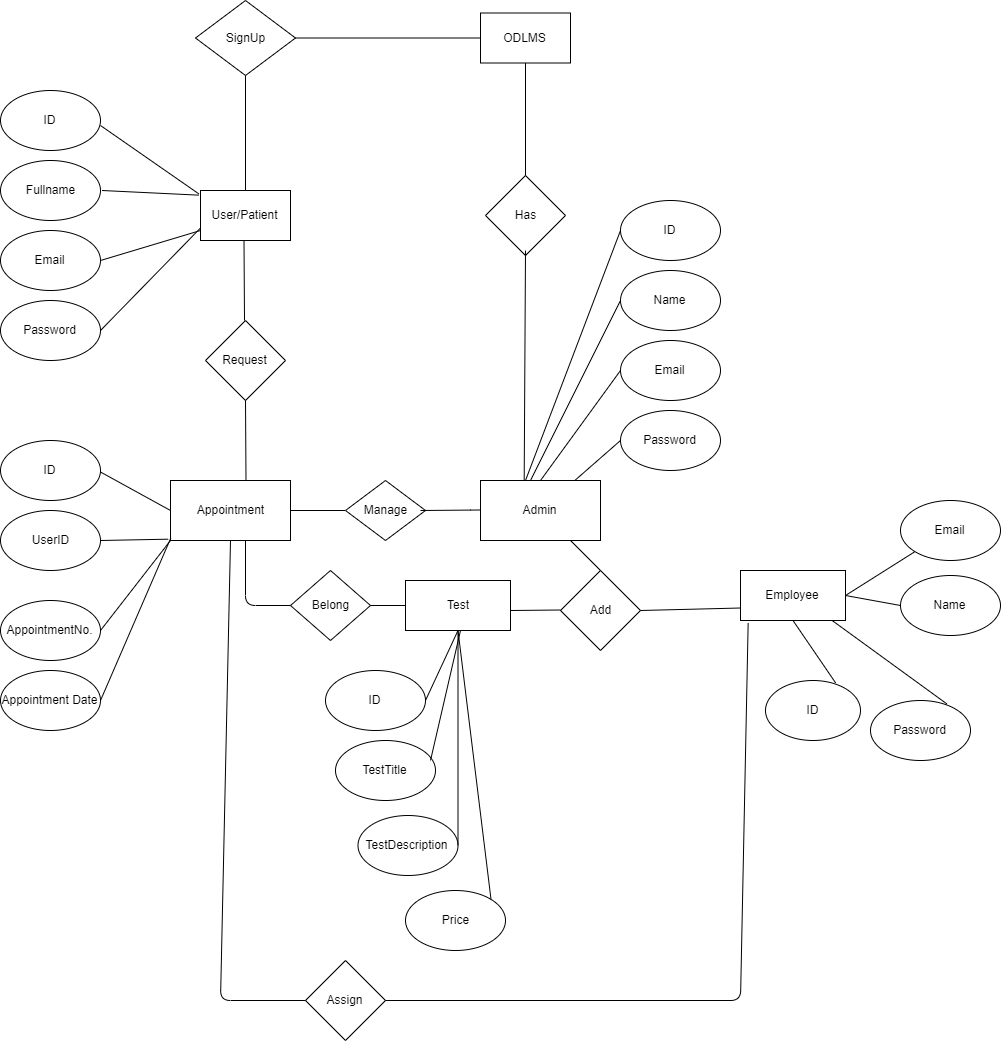 SignUp
ODLMS
ID
Fullname
User/Patient
Has
ID
Email
Name
Password
Request
Email
Password
ID
Appointment
Manage
Admin
UserID
Email
Employee
Belong
Test
Add
Name
AppointmentNo.
ID
Appointment Date
ID
Password
TestTitle
TestDescription
Price
Assign